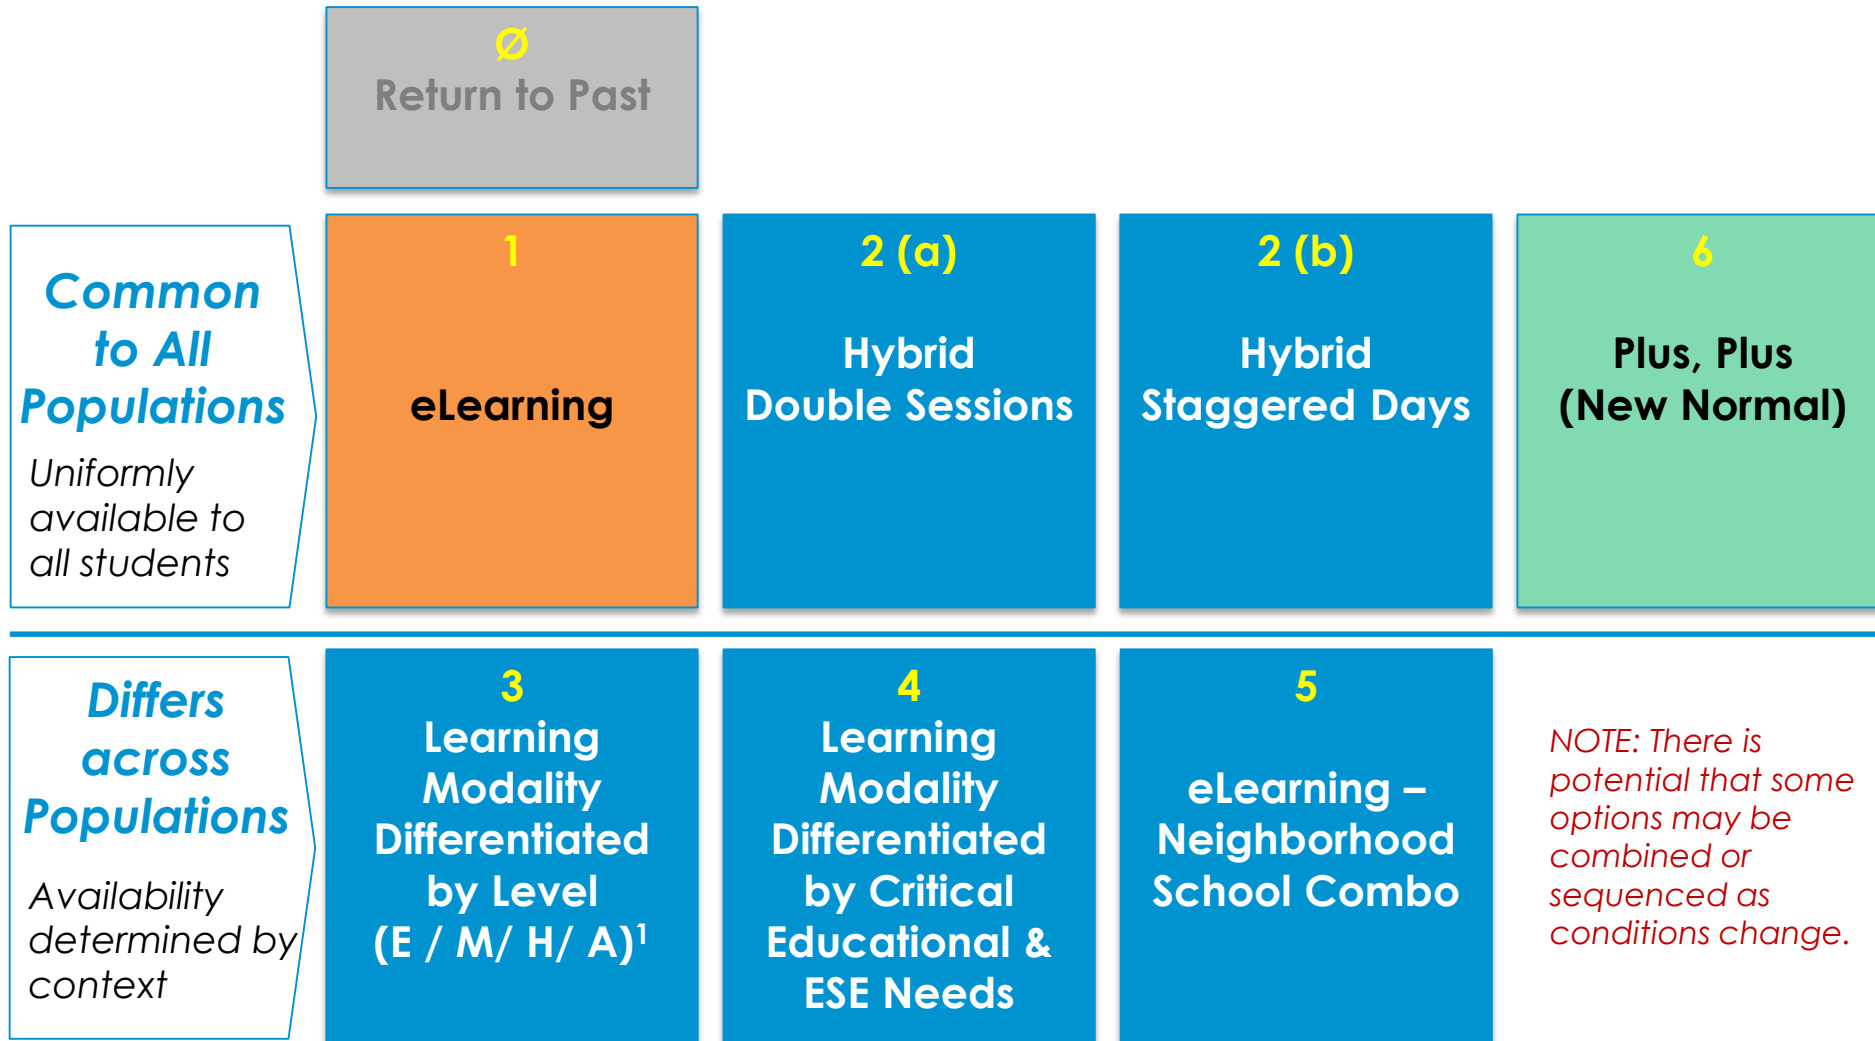 Ø
Return to Past
Common
to All
Populations
Uniformly
available to
all students
1
eLearning
2 (a)
Hybrid
Double Sessions
2 (b)
Hybrid
Staggered Days
6
Plus, Plus
(New Normal)
Differs
across
Populations
Availability
determined by
context
3
Learning
Modality
Differentiated
by Level
(E / M/ H/ A)¹
4
Learning
Modality
Differentiated
by Critical
Educational &
ESE Needs
5
eLearning –
Neighborhood
School Combo
NOTE: There is
potential that some
options may be
combined or
sequenced as
conditions change.